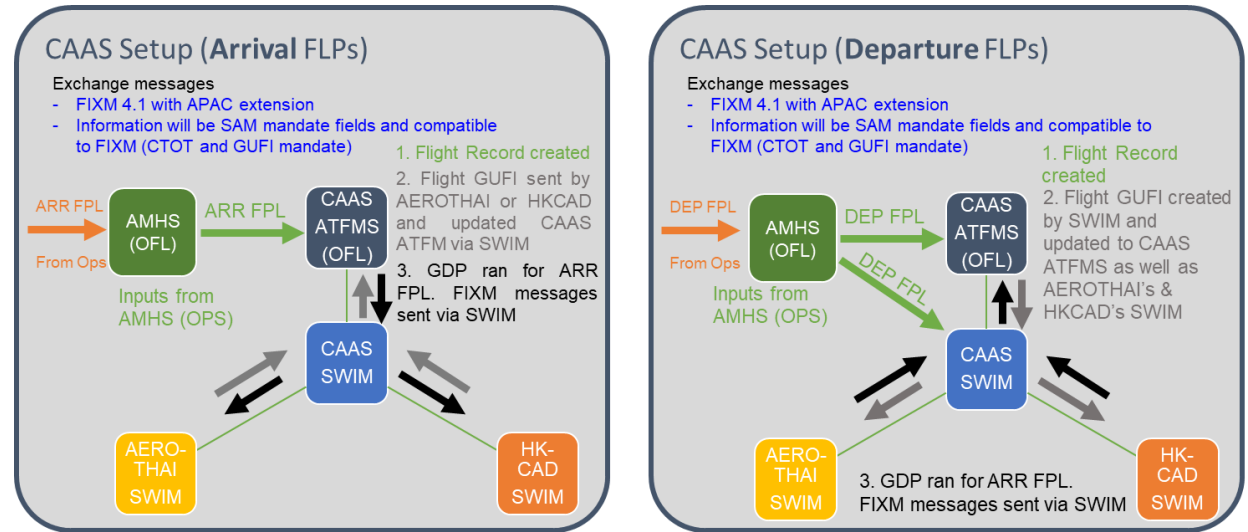 CAAS Setup (Arrival FLPs)
Exchange messages
- FIXM 4.1 with APAC extension
- Information will be SAM mandate fields and compatible
to FIXM (CTOT and GUFI mandate)
1. Flight Record created
2. Flight GUFI sent by
AEROTHAI or HKCAD
and updated CAAS
ATFM via SWIM
3. GDP ran for ARR
FPL. FIXM messages
sent via SWIM
ARR FPL
From Ops
AMHS
(OFL)
ARR FPL
CAAS
ATFMS
(OFL)
Inputs from
AMHS (OPS)
CAAS
SWIM
AERO-
THAI
SWIM
HK-
CAD
SWIM
CAAS Setup (Departure FLPs)
Exchange messages
- FIXM 4.1 with APAC extension
- Information will be SAM mandate fields and compatible to
FIXM (CTOT and GUFI mandate)
1. Flight Record
created
2. Flight GUFI created
by SWIM and
updated to CAAS
ATFMS as well as
AEROTHAI's &
HKCAD's SWIM
DEP FPL
From Ops
AMHS
(OFL)
DEP FPL
DEP FPL
CAAS
ATFMS
(OFL)
Inputs from
AMHS (OPS)
CAAS
SWIM
AERO-
THAI
SWIM
3. GDP ran for ARR FPL.
FIXM messages sent via SWIM
HK-
CAD
SWIM